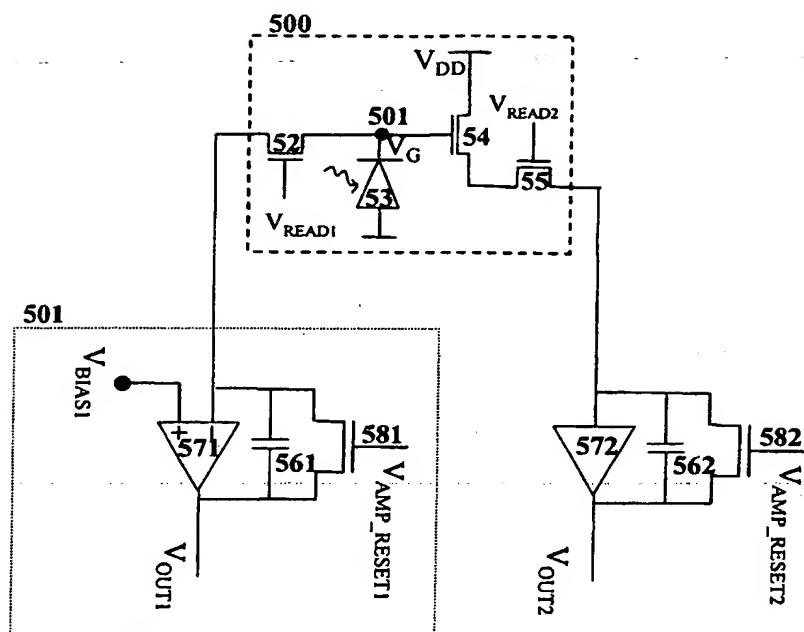 500
V_DD
501
V_READ2
52
V_G
54
53
55
V_READ1
501
V_BIAS1
+
−
571
561
581
V_AMP_RESET1
V_OUT1
572
562
582
V_AMP_RESET2
V_OUT2